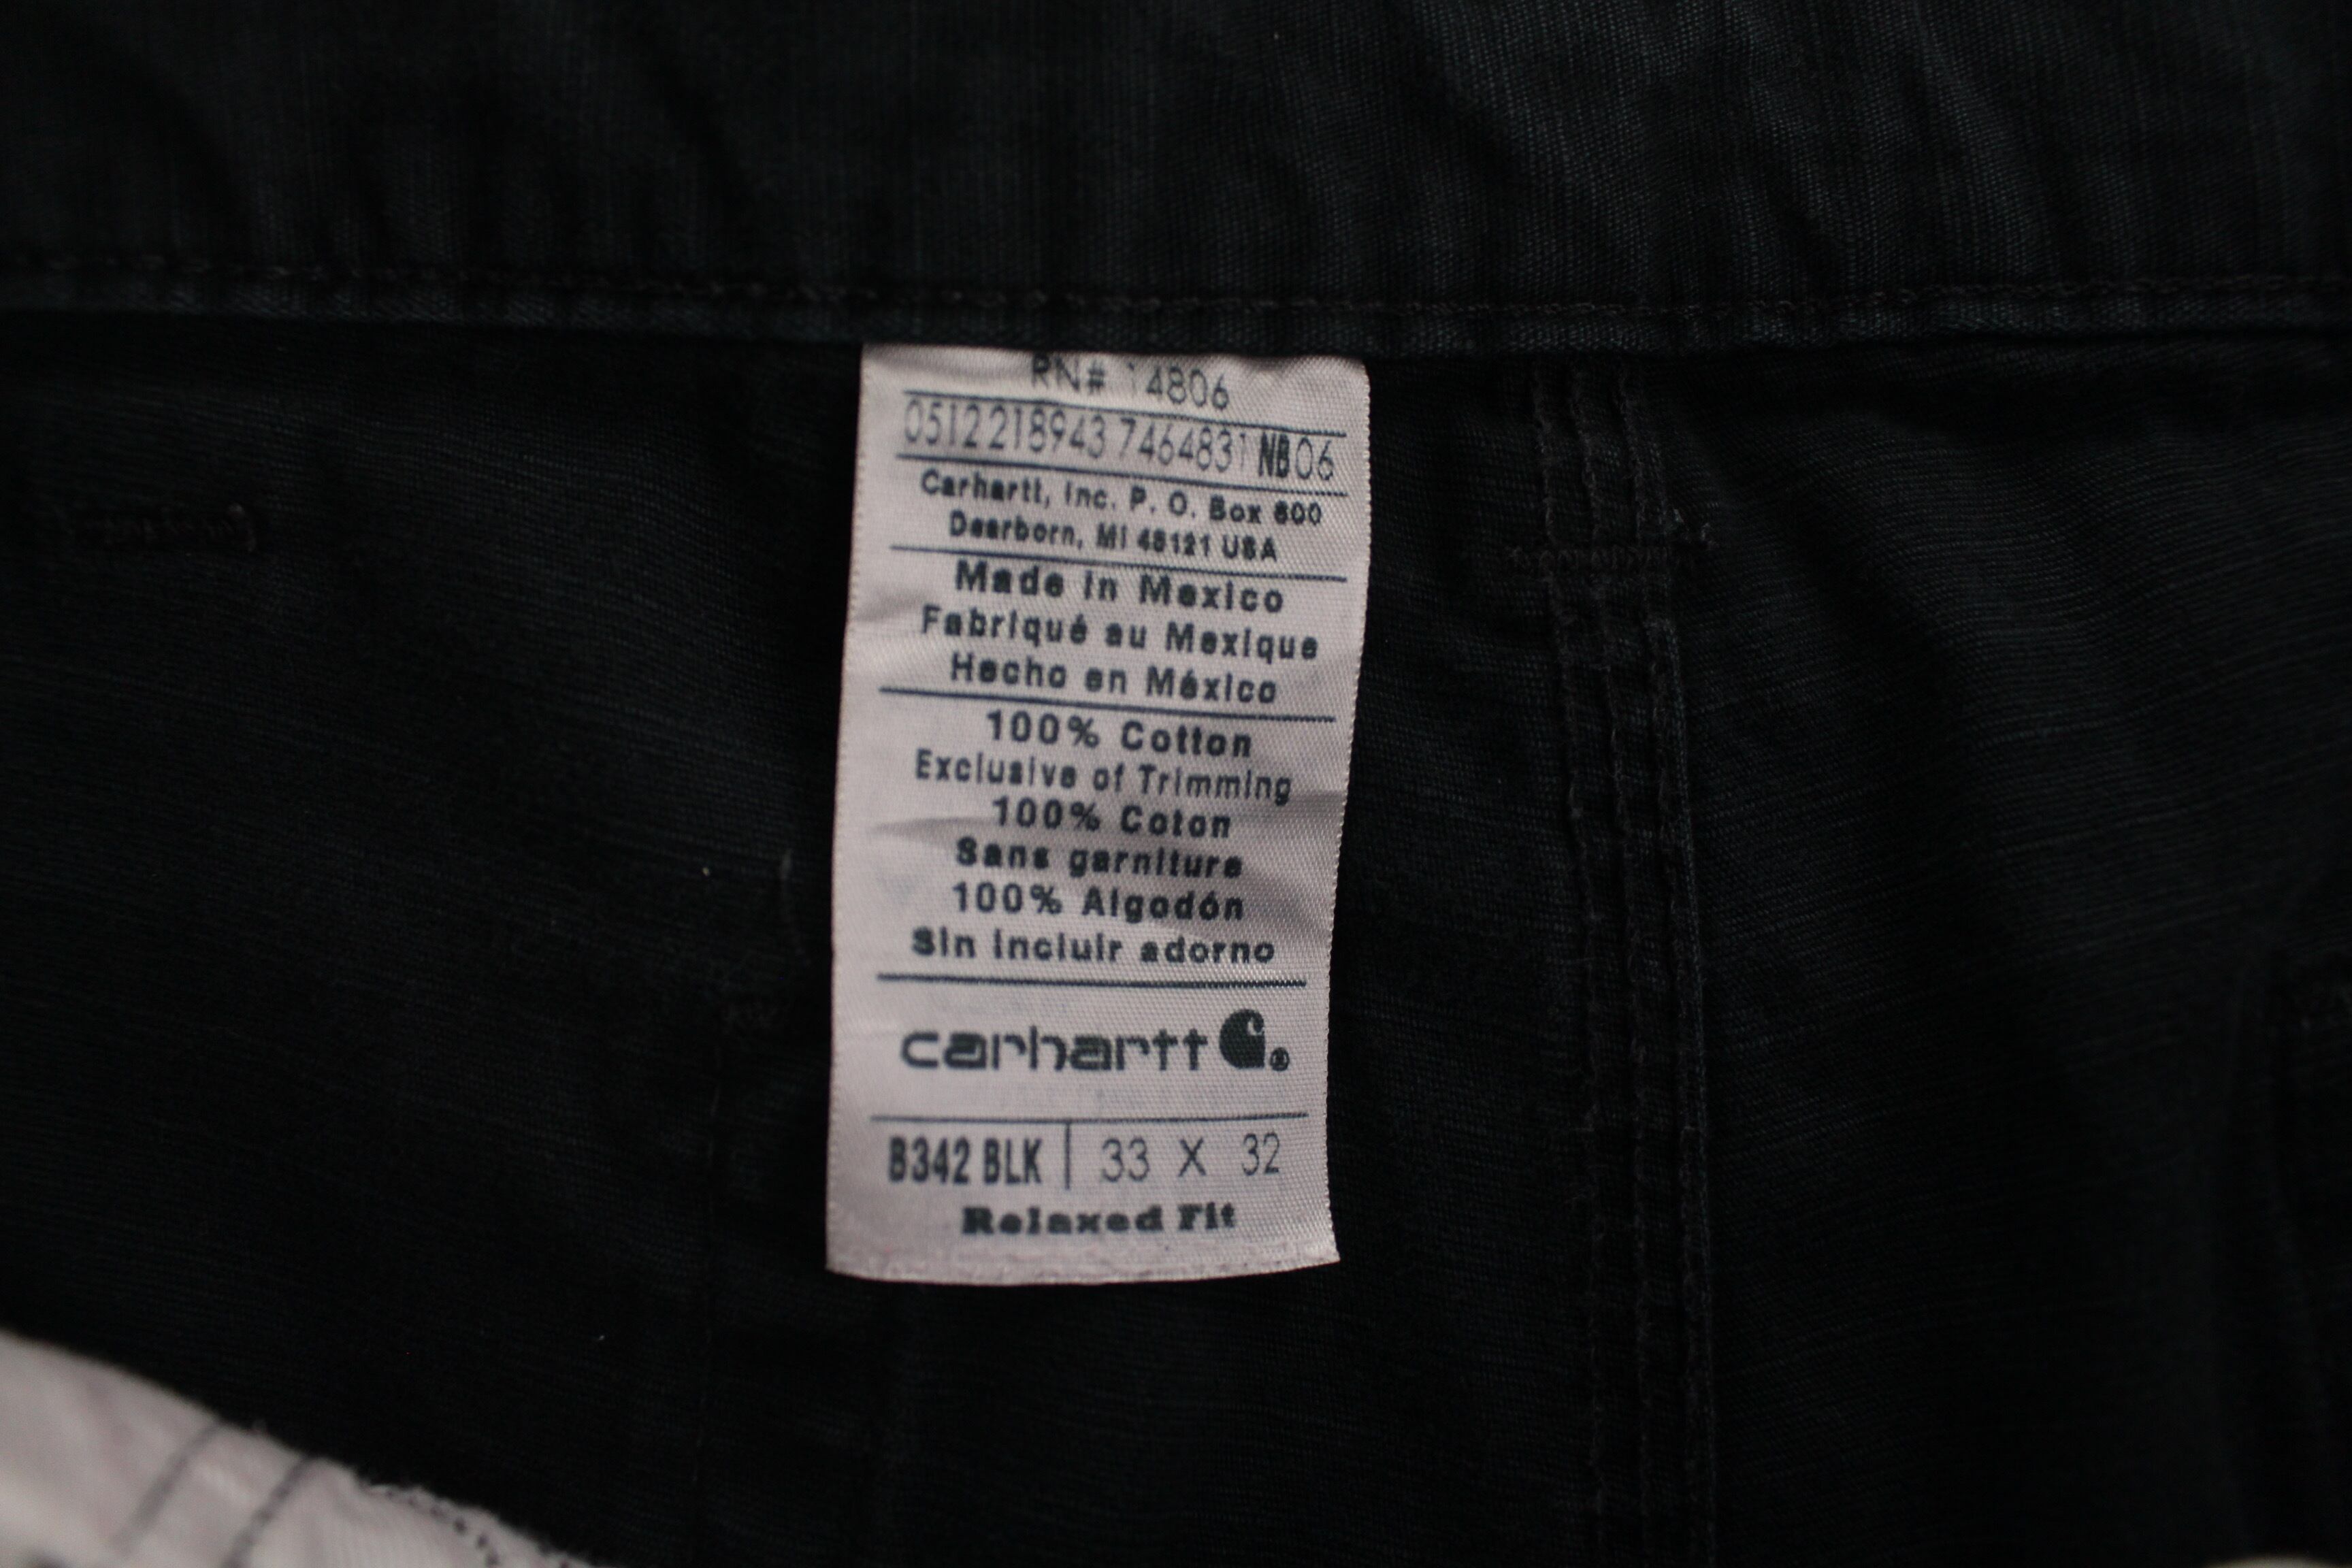 RN# 14806
0512218943 7464831 NB06
Carhartt, Inc. P. O. Box 600
Dearborn, MI 48121 USA
Made in Mexico
Fabriqué au Mexique
Hecho en México
100% Cotton
Exclusive of Trimming
100% Coton
Sans garniture
100% Algodón
Sin incluir adorno
carhartt ®
B342 BLK | 33 X 32
Relaxed Fit